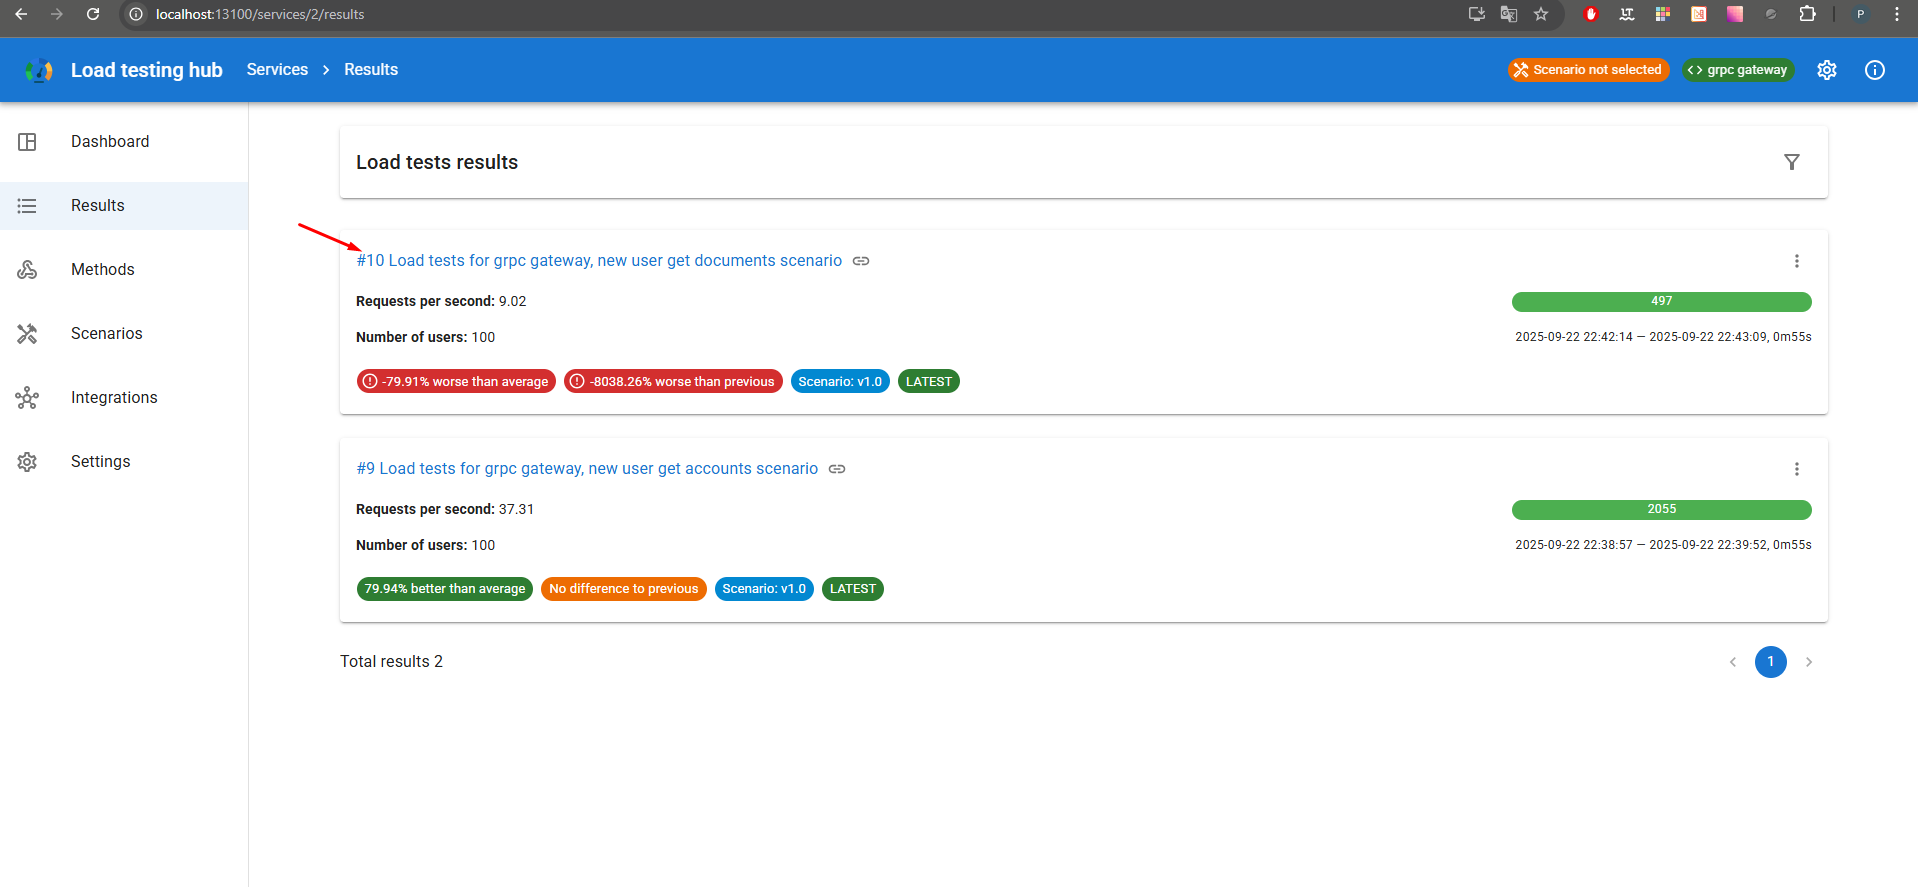 localhost:13100/services/2/results
P
Load testing hub
Services > Results
Scenario not selected
<> grpc gateway
Dashboard
Results
Methods
Scenarios
Integrations
Settings
Load tests results
#10 Load tests for grpc gateway, new user get documents scenario
Requests per second: 9.02
497
Number of users: 100
2025-09-22 22:42:14 — 2025-09-22 22:43:09, 0m55s
-79.91% worse than average
-8038.26% worse than previous
Scenario: v1.0
LATEST
#9 Load tests for grpc gateway, new user get accounts scenario
Requests per second: 37.31
2055
Number of users: 100
2025-09-22 22:38:57 — 2025-09-22 22:39:52, 0m55s
79.94% better than average
No difference to previous
Scenario: v1.0
LATEST
Total results 2
1